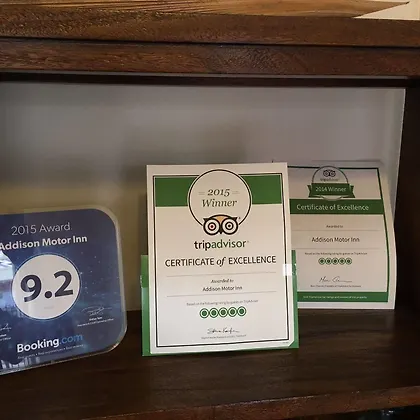 2015 Award
Addison Motor Inn
9.2
Booking.com
2015
Winner
tripadvisor
CERTIFICATE of EXCELLENCE
Awarded to
Addison Motor Inn
tripadvisor
2014 Winner
Certificate of Excellence
Awarded to
Addison Motor Inn